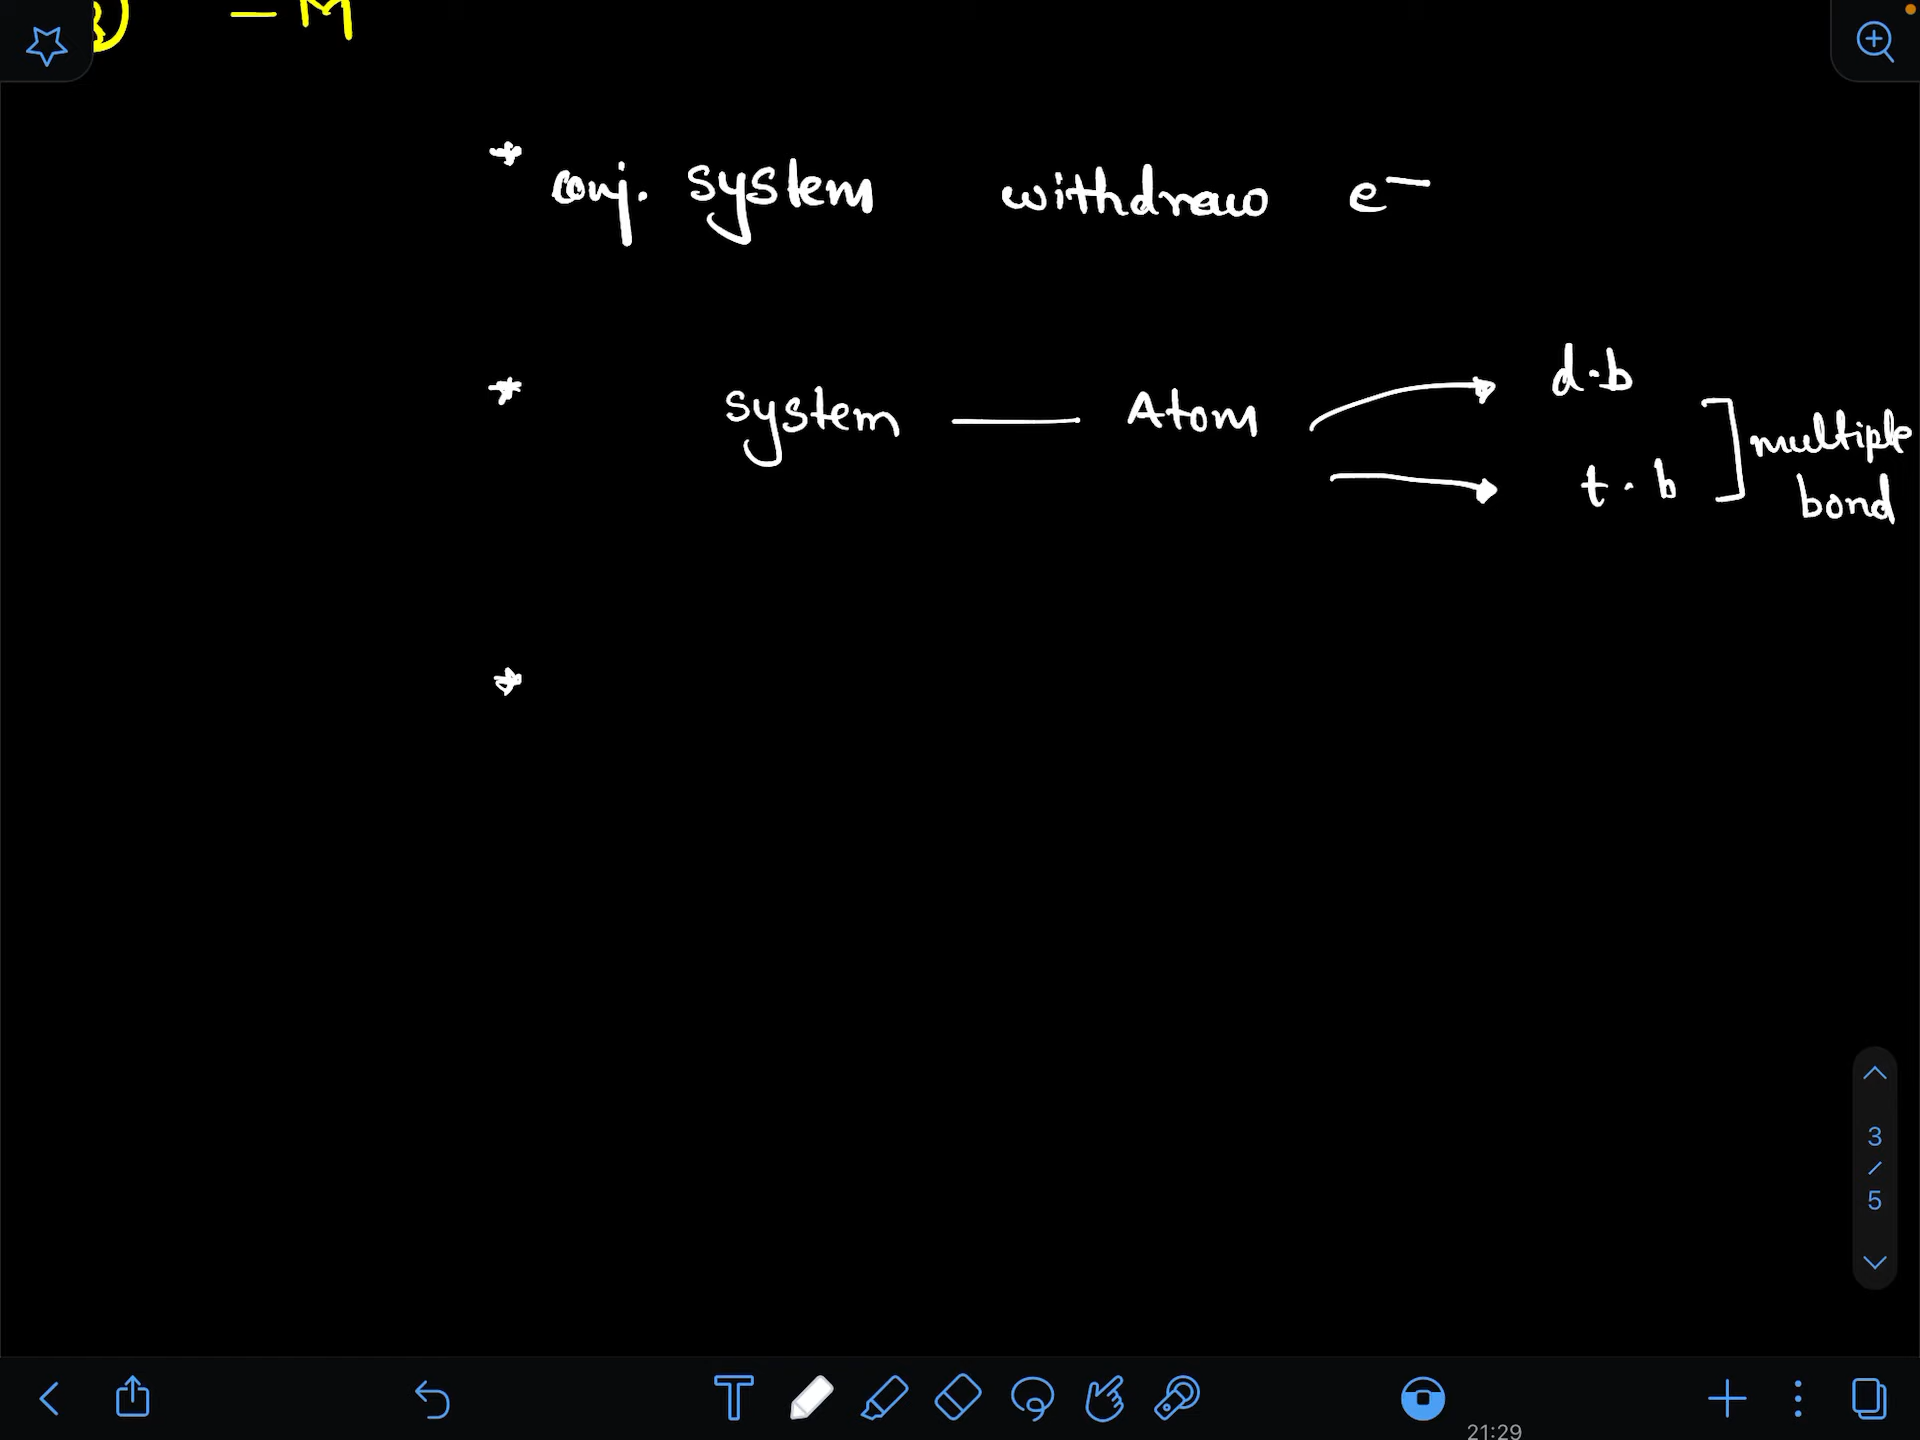 - M
* conj. system withdraw e⁻
* system — Atom → d.b
→ t.b ] multiple bond
*
3
/
5
21:29